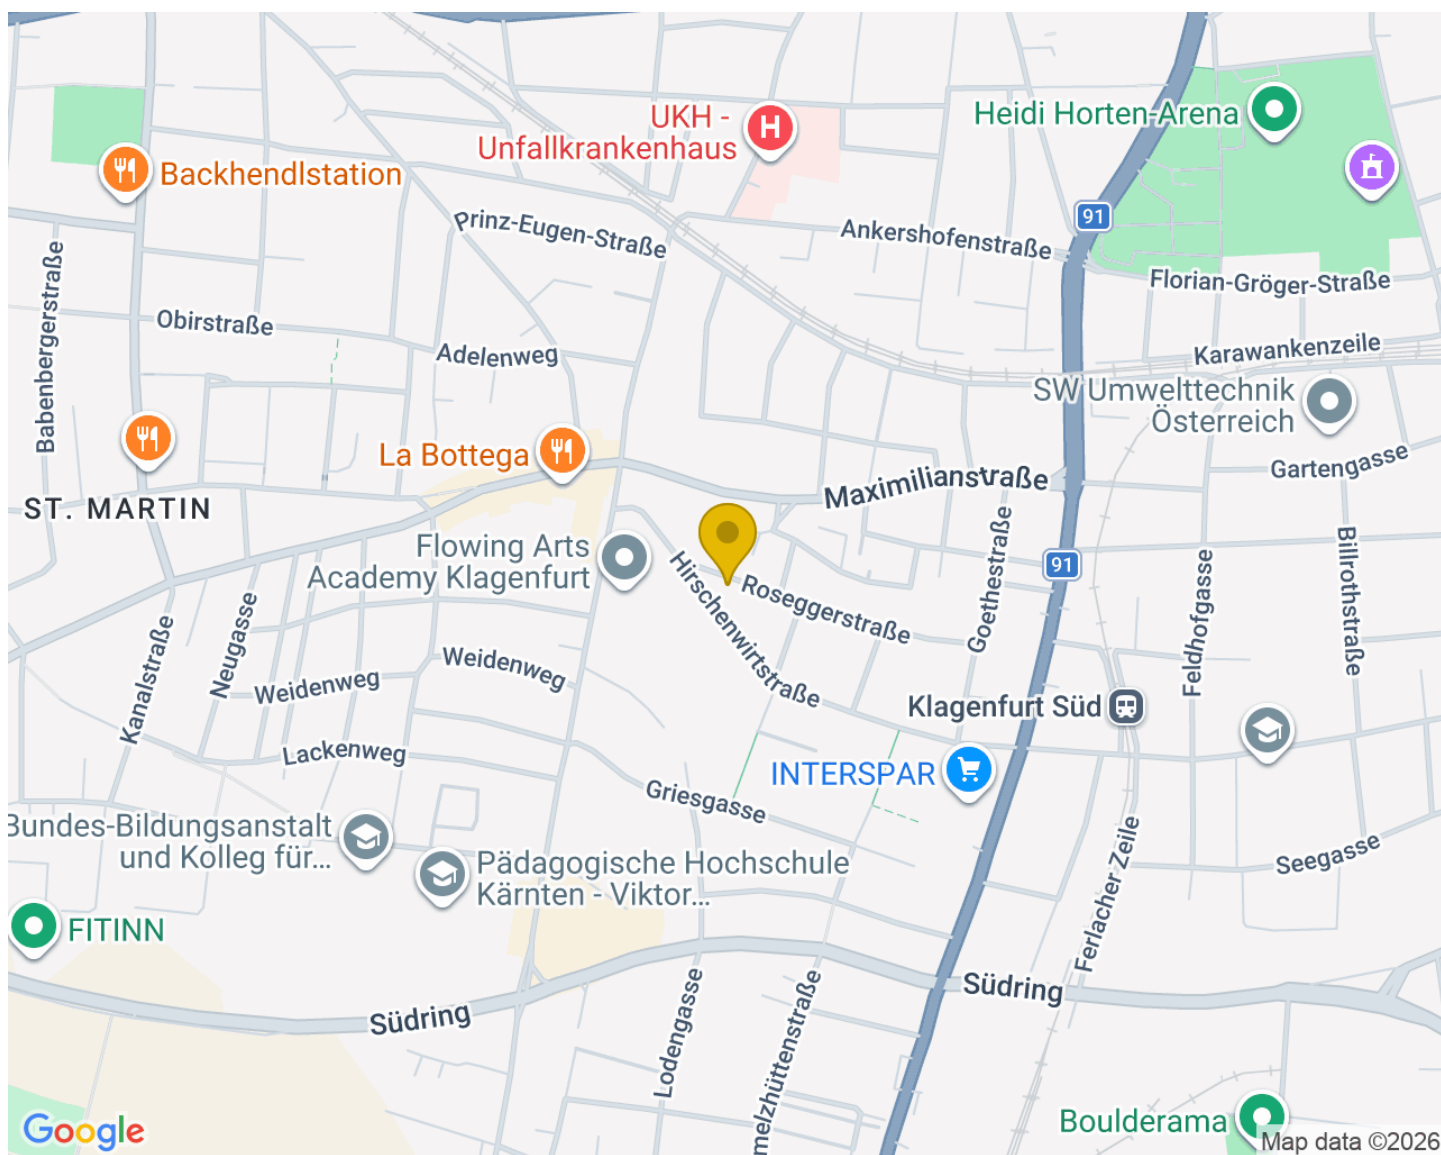 UKH -
Unfallkrankenhaus
Heidi Horten-Arena
Backhendlstation
91
Prinz-Eugen-Straße
Ankershofenstraße
Florian-Gröger-Straße
Babenbergerstraße
Obirstraße
Adelenweg
Karawankenzeile
SW Umwelttechnik
Österreich
La Bottega
Gartengasse
Maximilianstraße
ST. MARTIN
Flowing Arts
Academy Klagenfurt
Hirschenwirtstraße
Roseggerstraße
Goethestraße
91
Feldhofgasse
Billrothstraße
Kanalstraße
Neugasse
Weidenweg
Weidenweg
Klagenfurt Süd
Lackenweg
INTERSPAR
Griesgasse
Bundes-Bildungsanstalt
und Kolleg für...
Pädagogische Hochschule
Kärnten - Viktor...
Ferlacher Zeile
Seegasse
FITINN
Südring
Südring
Lodengasse
melzhüttenstraße
Boulderama
Google
Map data ©2026